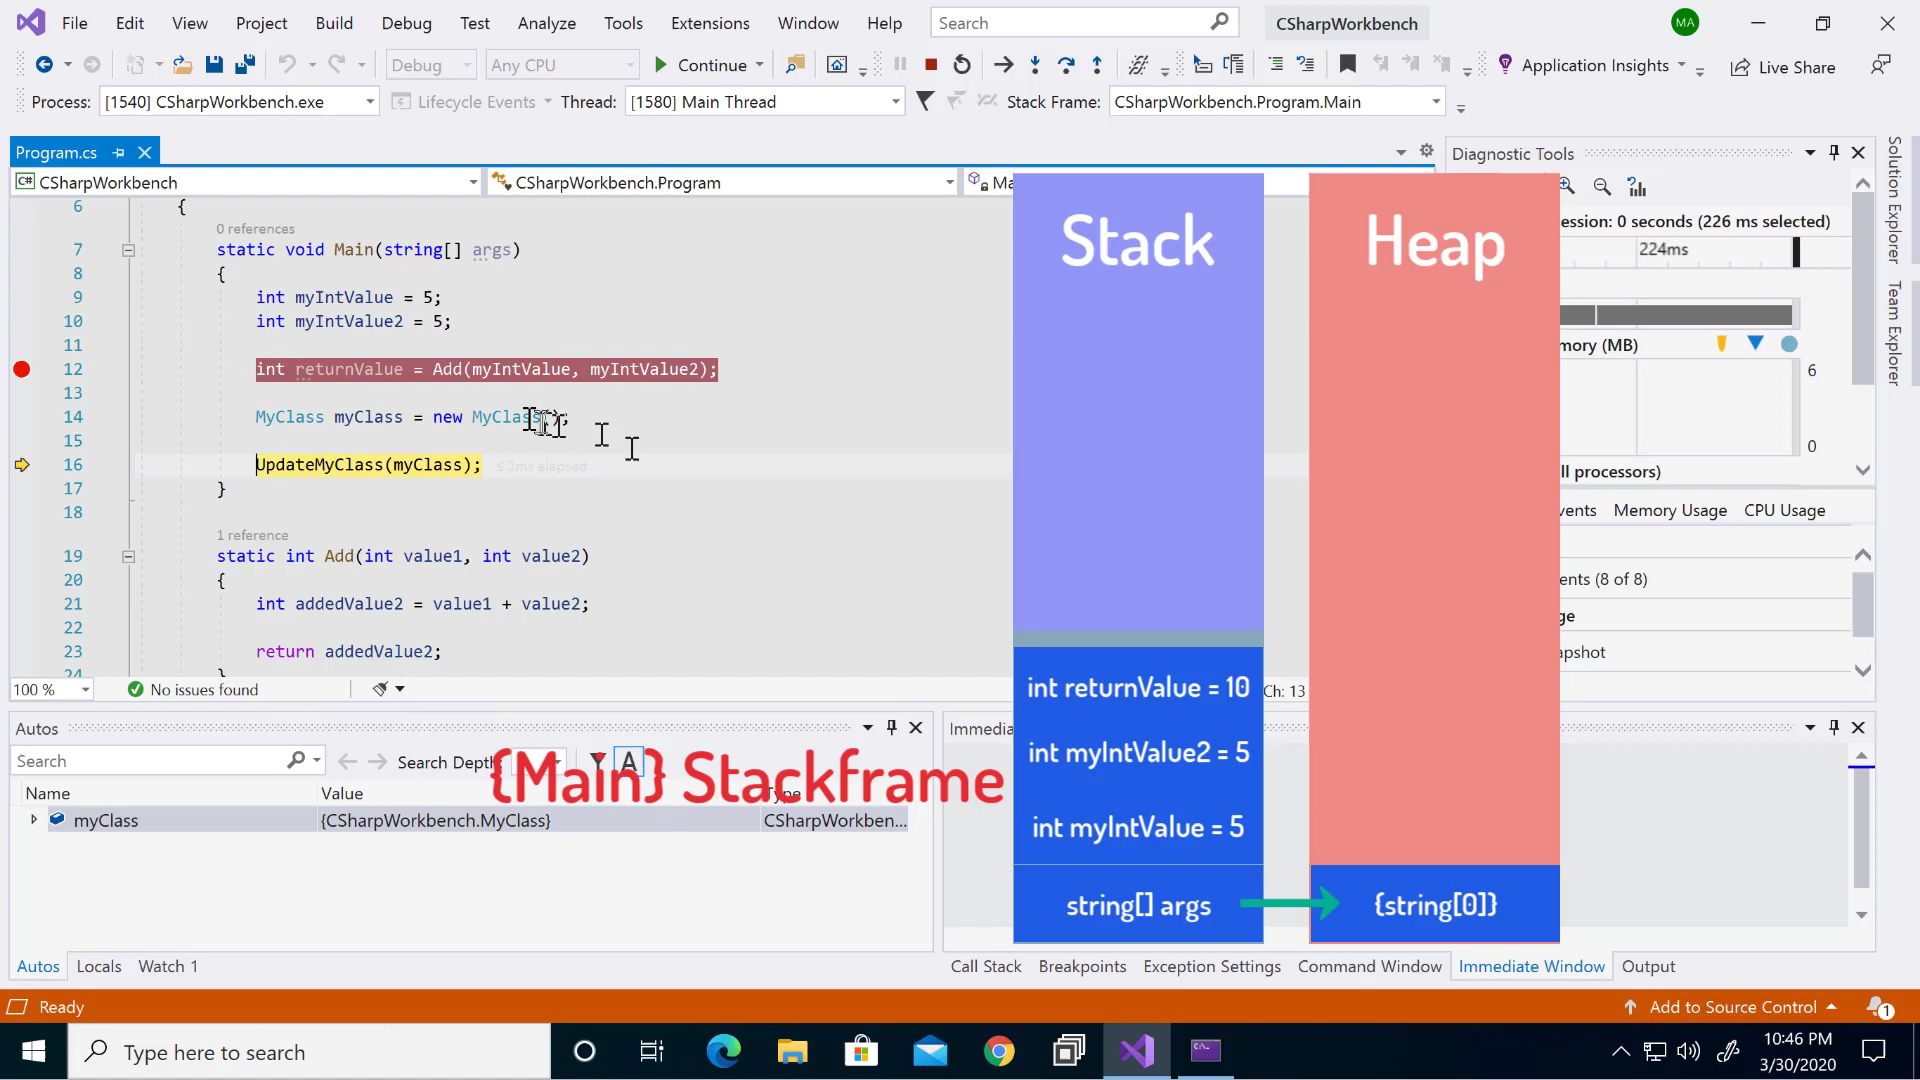 File Edit View Project Build Debug Test Analyze Tools Extensions Window Help Search CSharpWorkbench MA
Debug Any CPU Continue Application Insights Live Share
Process: [1540] CSharpWorkbench.exe Lifecycle Events Thread: [1580] Main Thread Stack Frame: CSharpWorkbench.Program.Main
Program.cs
C# CSharpWorkbench CSharpWorkbench.Program Ma
6 {
0 references
7 static void Main(string[] args)
8 {
9 int myIntValue = 5;
10 int myIntValue2 = 5;
11
12 int returnValue = Add(myIntValue, myIntValue2);
13
14 MyClass myClass = new MyClass();
15
16 UpdateMyClass(myClass); ≤ 2ms elapsed
17 }
18
1 reference
19 static int Add(int value1, int value2)
20 {
21 int addedValue2 = value1 + value2;
22
23 return addedValue2;
24 }
100 % No issues found Ch: 13
Stack
int returnValue = 10
int myIntValue2 = 5
int myIntValue = 5
string[] args
Heap
{string[0]}
{Main} Stackframe
Diagnostic Tools
ession: 0 seconds (226 ms selected)
224ms
mory (MB)
6
0
ll processors)
vents Memory Usage CPU Usage
ents (8 of 8)
ge
apshot
Solution Explorer
Team Explorer
Autos
Search Search Depth: A
Name Value Type
myClass {CSharpWorkbench.MyClass} CSharpWorkben...
Autos Locals Watch 1
Immedia
Call Stack Breakpoints Exception Settings Command Window Immediate Window Output
Ready Add to Source Control 1
Type here to search
10:46 PM
3/30/2020